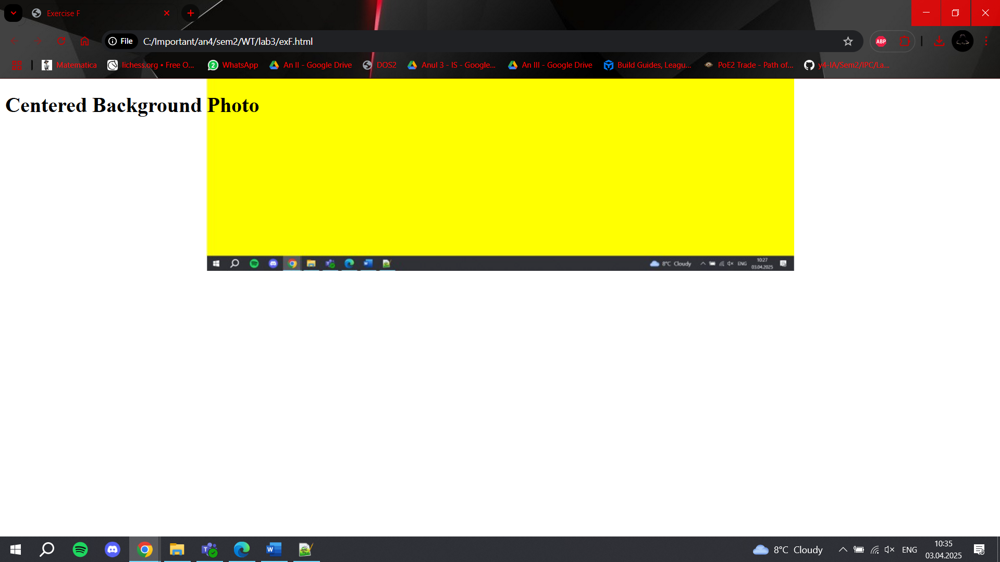 Exercise F
File C:/Important/an4/sem2/WT/lab3/exF.html
ABP
Matematica lichess.org • Free O... 2 WhatsApp An II - Google Drive DOS2 Anul 3 - IS - Google... An III - Google Drive Build Guides, Leagu... PoE2 Trade - Path of... y4-IA/Sem2/IPC/La...
Centered Background Photo
8°C Cloudy ENG 10:27
03.04.2025
8°C Cloudy ENG 10:35
03.04.2025